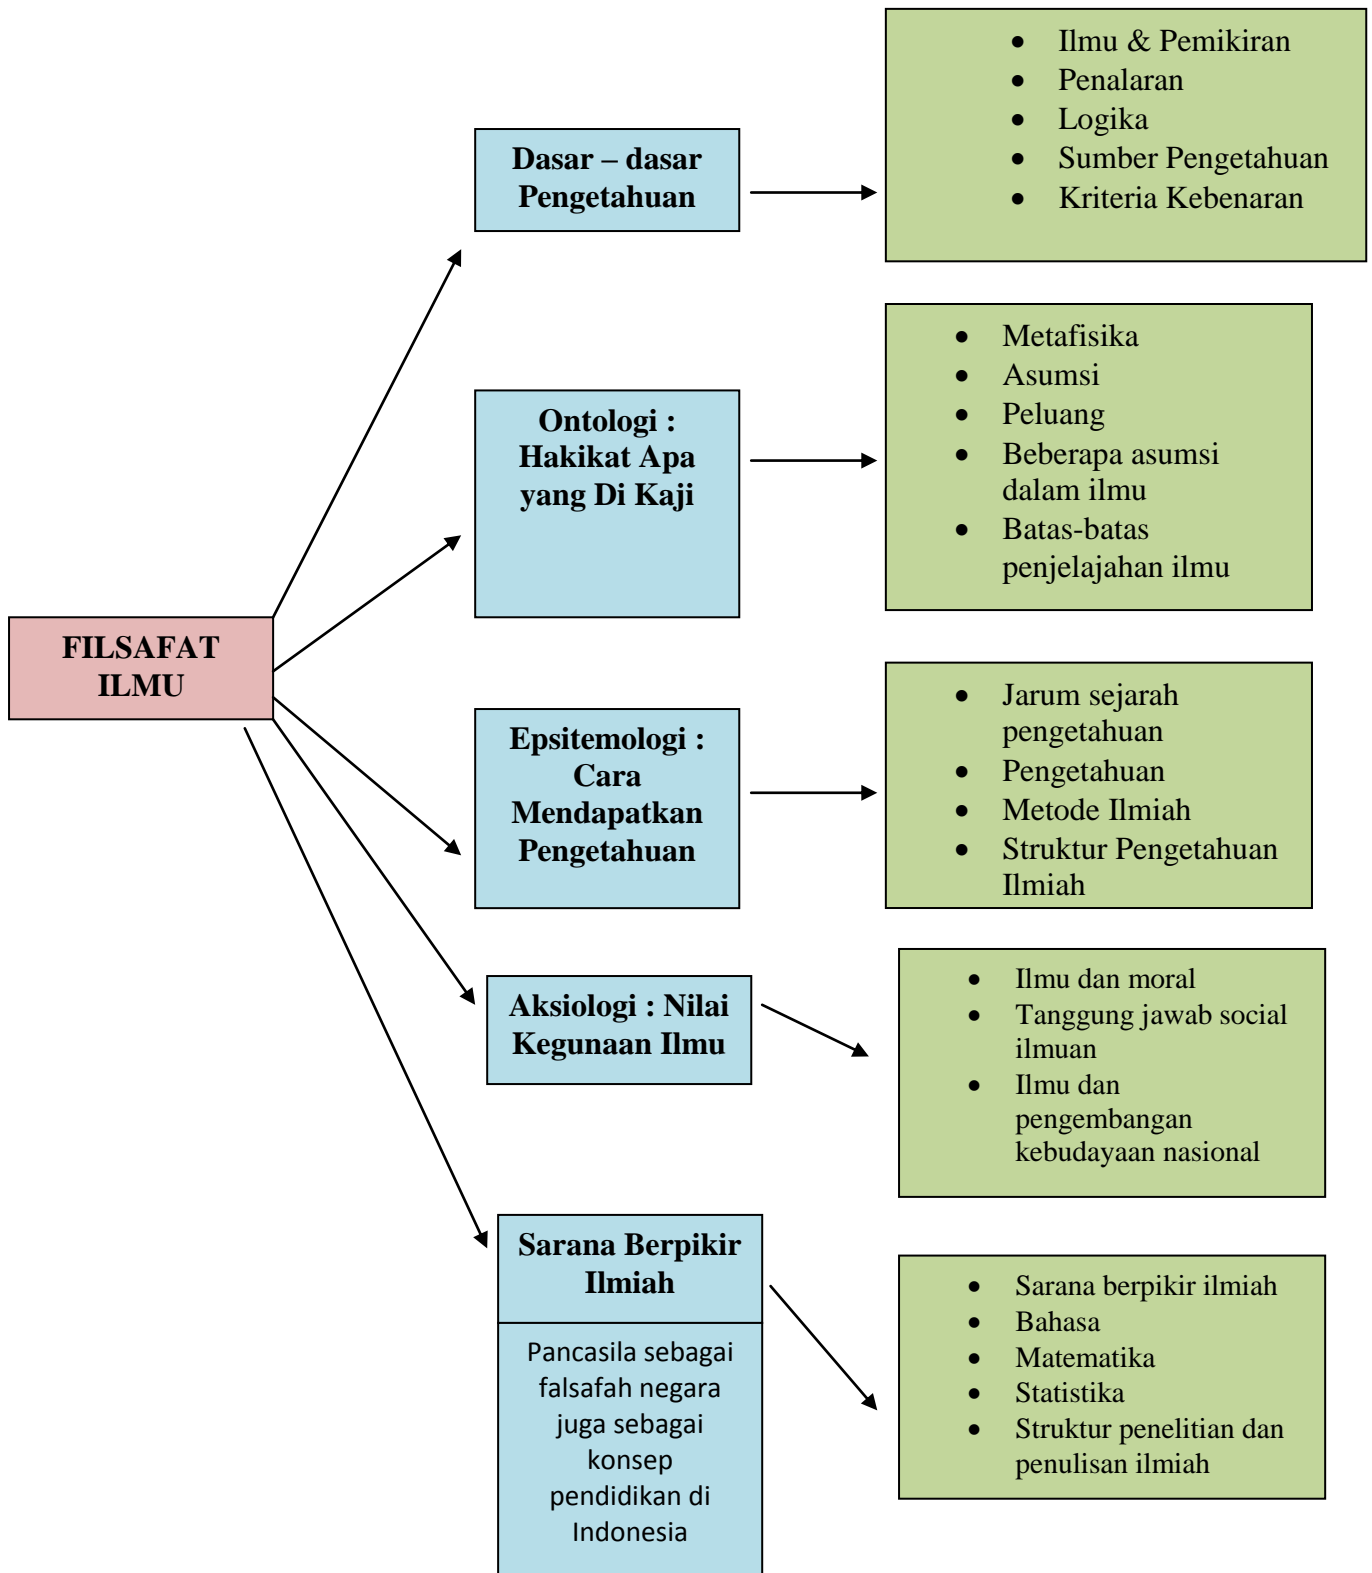 FILSAFAT
ILMU
Dasar – dasar
Pengetahuan
• Ilmu & Pemikiran
• Penalaran
• Logika
• Sumber Pengetahuan
• Kriteria Kebenaran
Ontologi :
Hakikat Apa
yang Di Kaji
• Metafisika
• Asumsi
• Peluang
• Beberapa asumsi
dalam ilmu
• Batas-batas
penjelajahan ilmu
Epsitemologi :
Cara
Mendapatkan
Pengetahuan
• Jarum sejarah
pengetahuan
• Pengetahuan
• Metode Ilmiah
• Struktur Pengetahuan
Ilmiah
Aksiologi : Nilai
Kegunaan Ilmu
• Ilmu dan moral
• Tanggung jawab social
ilmuan
• Ilmu dan
pengembangan
kebudayaan nasional
Sarana Berpikir
Ilmiah
Pancasila sebagai
falsafah negara
juga sebagai
konsep
pendidikan di
Indonesia
• Sarana berpikir ilmiah
• Bahasa
• Matematika
• Statistika
• Struktur penelitian dan
penulisan ilmiah